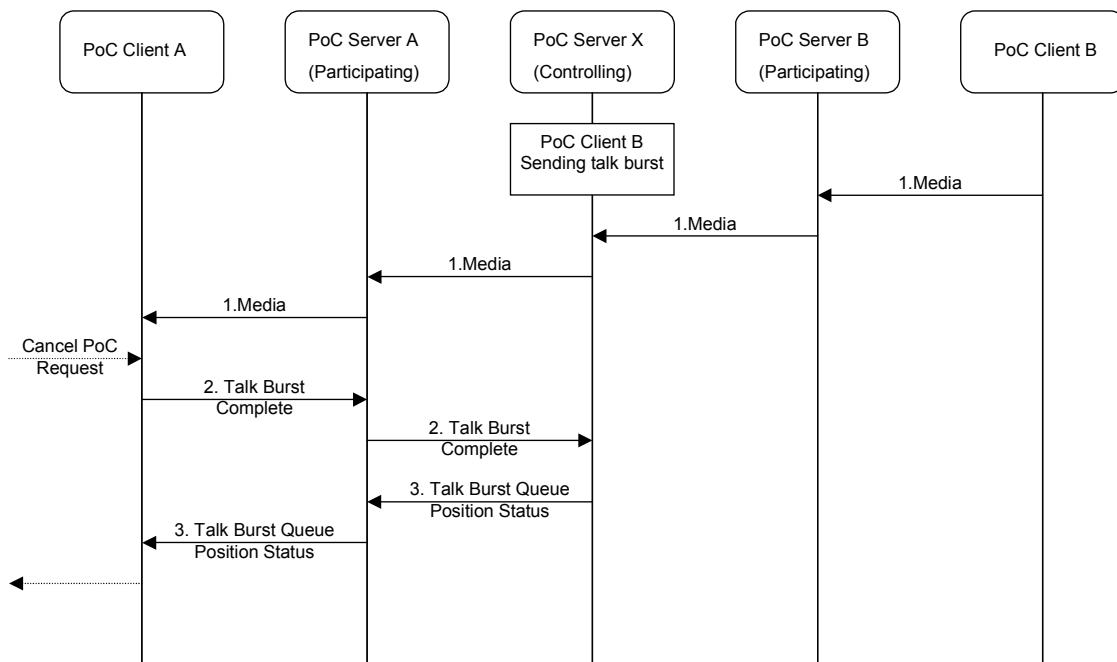 PoC Client A
PoC Server A
(Participating)
PoC Server X
(Controlling)
PoC Server B
(Participating)
PoC Client B
PoC Client B
Sending talk burst
1.Media
1.Media
1.Media
1.Media
Cancel PoC
Request
2. Talk Burst
Complete
2. Talk Burst
Complete
3. Talk Burst Queue
Position Status
3. Talk Burst Queue
Position Status